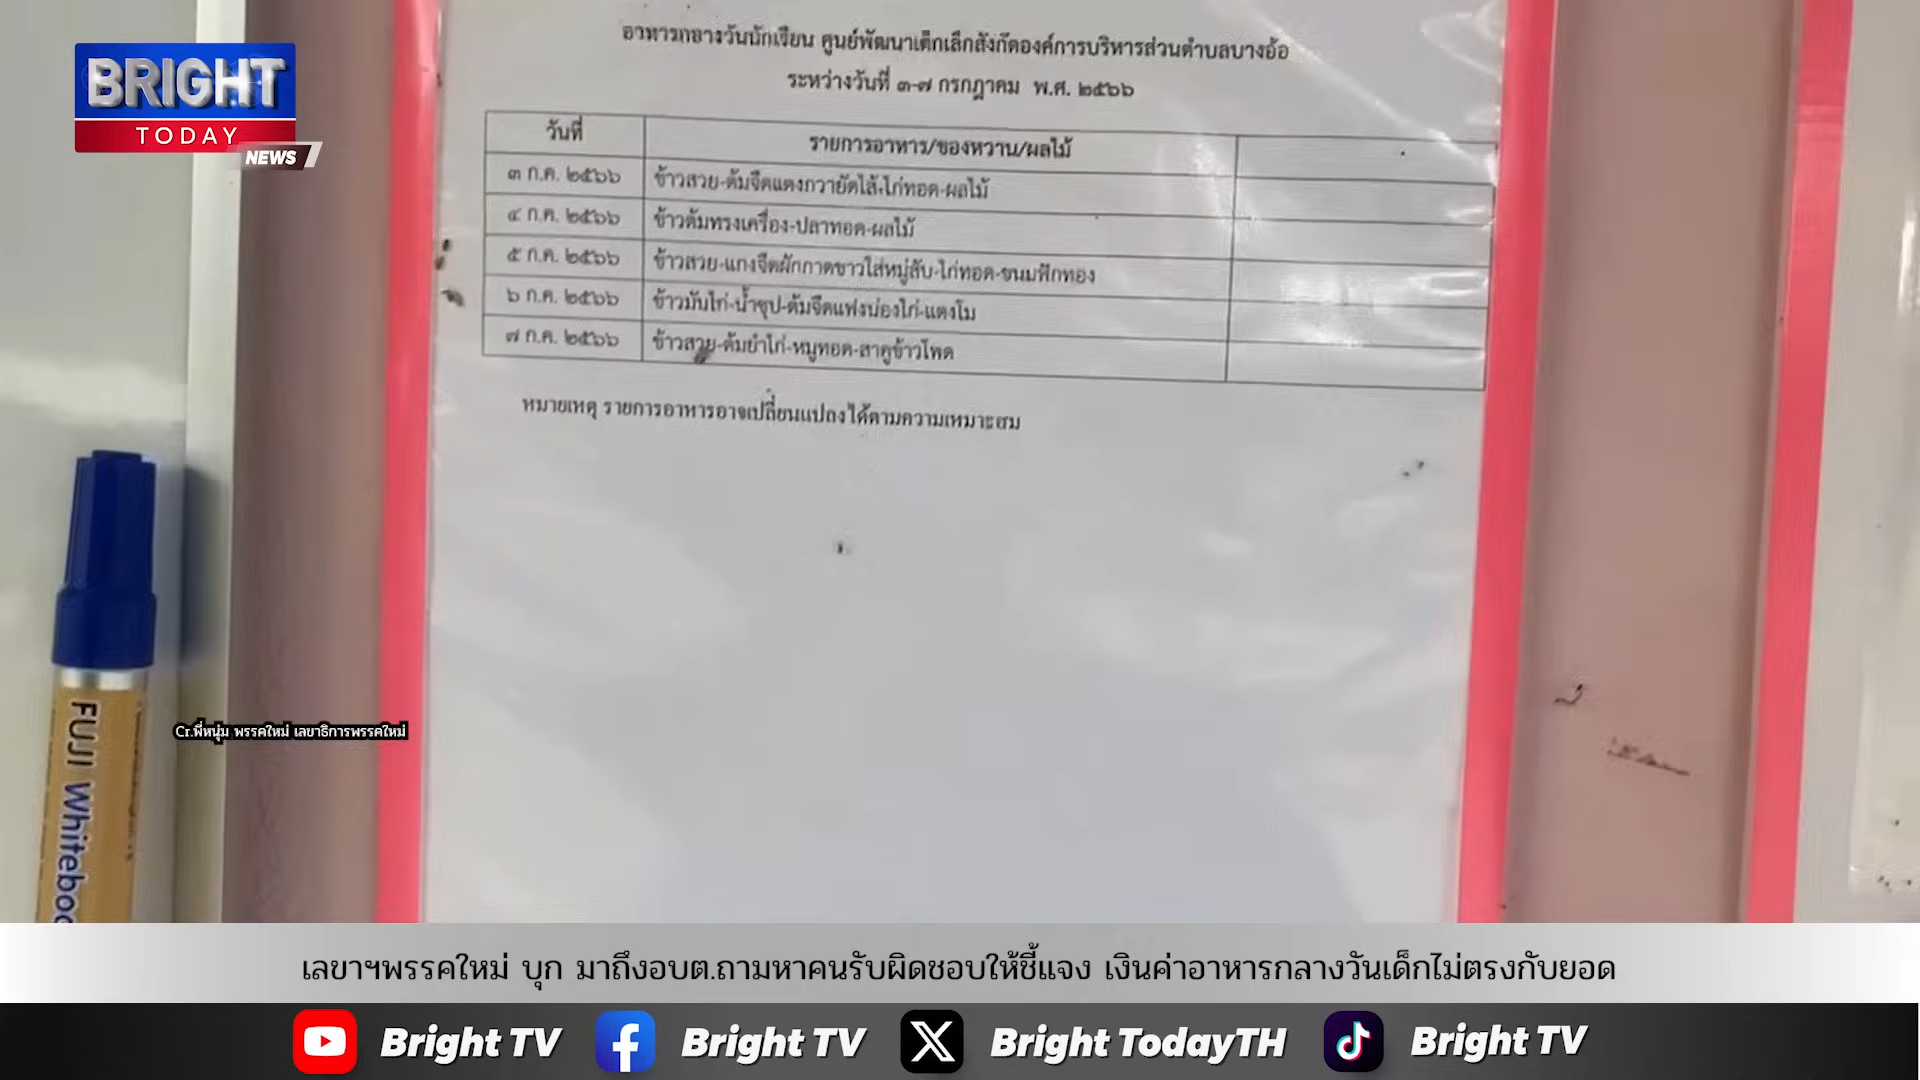 BRIGHT
TODAY
NEWS
อาหารกลางวันนักเรียน ศูนย์พัฒนาเด็กเล็กสังกัดองค์การบริหารส่วนตำบลบางอ้อ
ระหว่างวันที่ ๓-๗ กรกฎาคม พ.ศ. ๒๕๖๖
วันที่ รายการอาหาร/ของหวาน/ผลไม้
๓ ก.ค. ๒๕๖๖ ข้าวสวย-ต้มจืดแตงกวายัดไส้,ไก่ทอด-ผลไม้
๔ ก.ค. ๒๕๖๖ ข้าวต้มทรงเครื่อง-ปลาทอด-ผลไม้
๕ ก.ค. ๒๕๖๖ ข้าวสวย-แกงจืดผักกาดขาวใส่หมูสับ-ไก่ทอด-ขนมฟักทอง
๖ ก.ค. ๒๕๖๖ ข้าวมันไก่-น้ำซุป-ต้มจืดแฟงน่องไก่-แตงโม
๗ ก.ค. ๒๕๖๖ ข้าวสวย-ต้มยำไก่-หมูทอด-สาคูข้าวโพด
หมายเหตุ รายการอาหารอาจเปลี่ยนแปลงได้ตามความเหมาะสม
FUJI Whiteboa
Cr.พี่หนุ่ม พรรคใหม่ เลขาธิการพรรคใหม่
เลขาฯพรรคใหม่ บุก มาถึงอบต.ถามหาคนรับผิดชอบให้ชี้แจง เงินค่าอาหารกลางวันเด็กไม่ตรงกับยอด
Bright TV Bright TV Bright TodayTH Bright TV